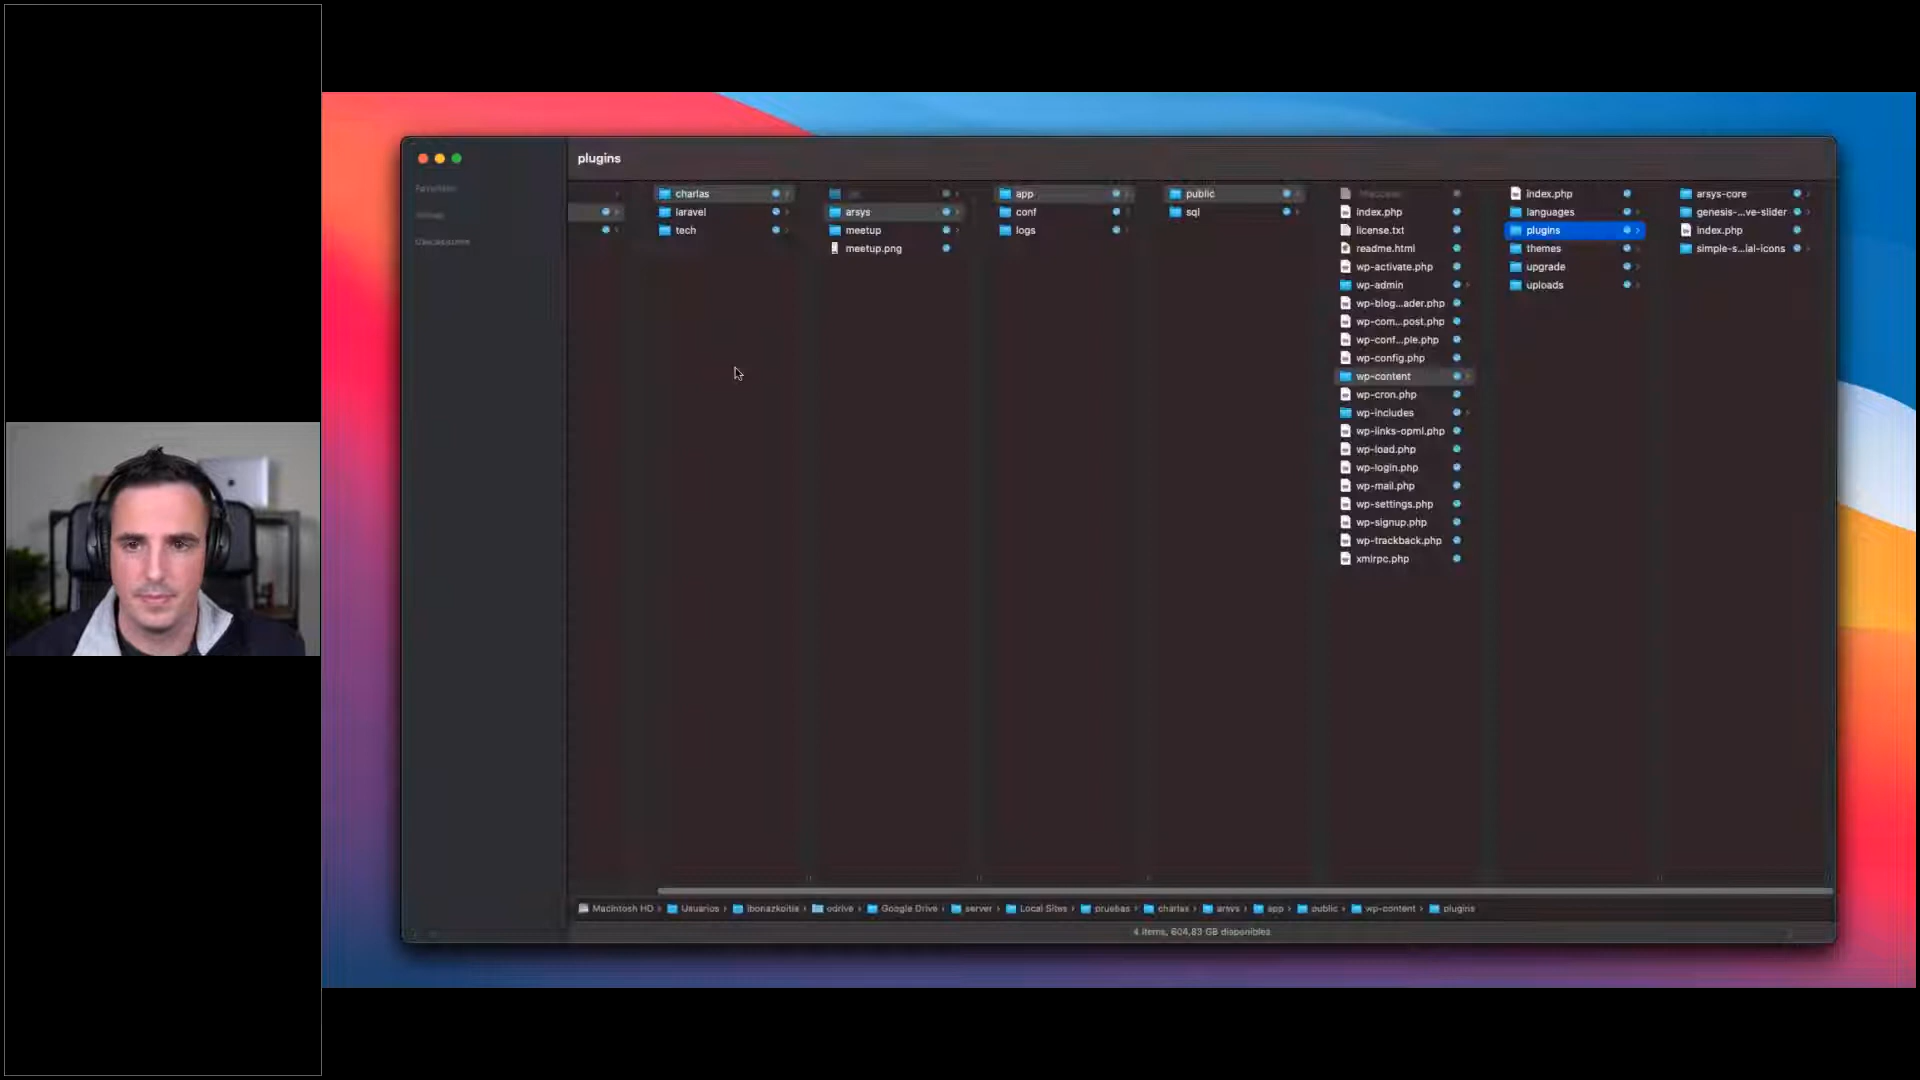 plugins
Favoritos
charlas
laravel
tech
arsys
meetup
meetup.png
app
conf
logs
public
sql
index.php
license.txt
readme.html
wp-activate.php
wp-admin
wp-blog...ader.php
wp-com...post.php
wp-conf...ple.php
wp-config.php
wp-content
wp-cron.php
wp-includes
wp-links-opml.php
wp-load.php
wp-login.php
wp-mail.php
wp-settings.php
wp-signup.php
wp-trackback.php
xmlrpc.php
index.php
languages
plugins
themes
upgrade
uploads
arsys-core
genesis-...ve-slider
index.php
simple-s...ial-icons
Macintosh HD › Usuarios › ibonazkoitia › odrive › Google Drive › server › Local Sites › pruebas › charlas › arsys › app › public › wp-content › plugins
4 items, 604,83 GB disponibles